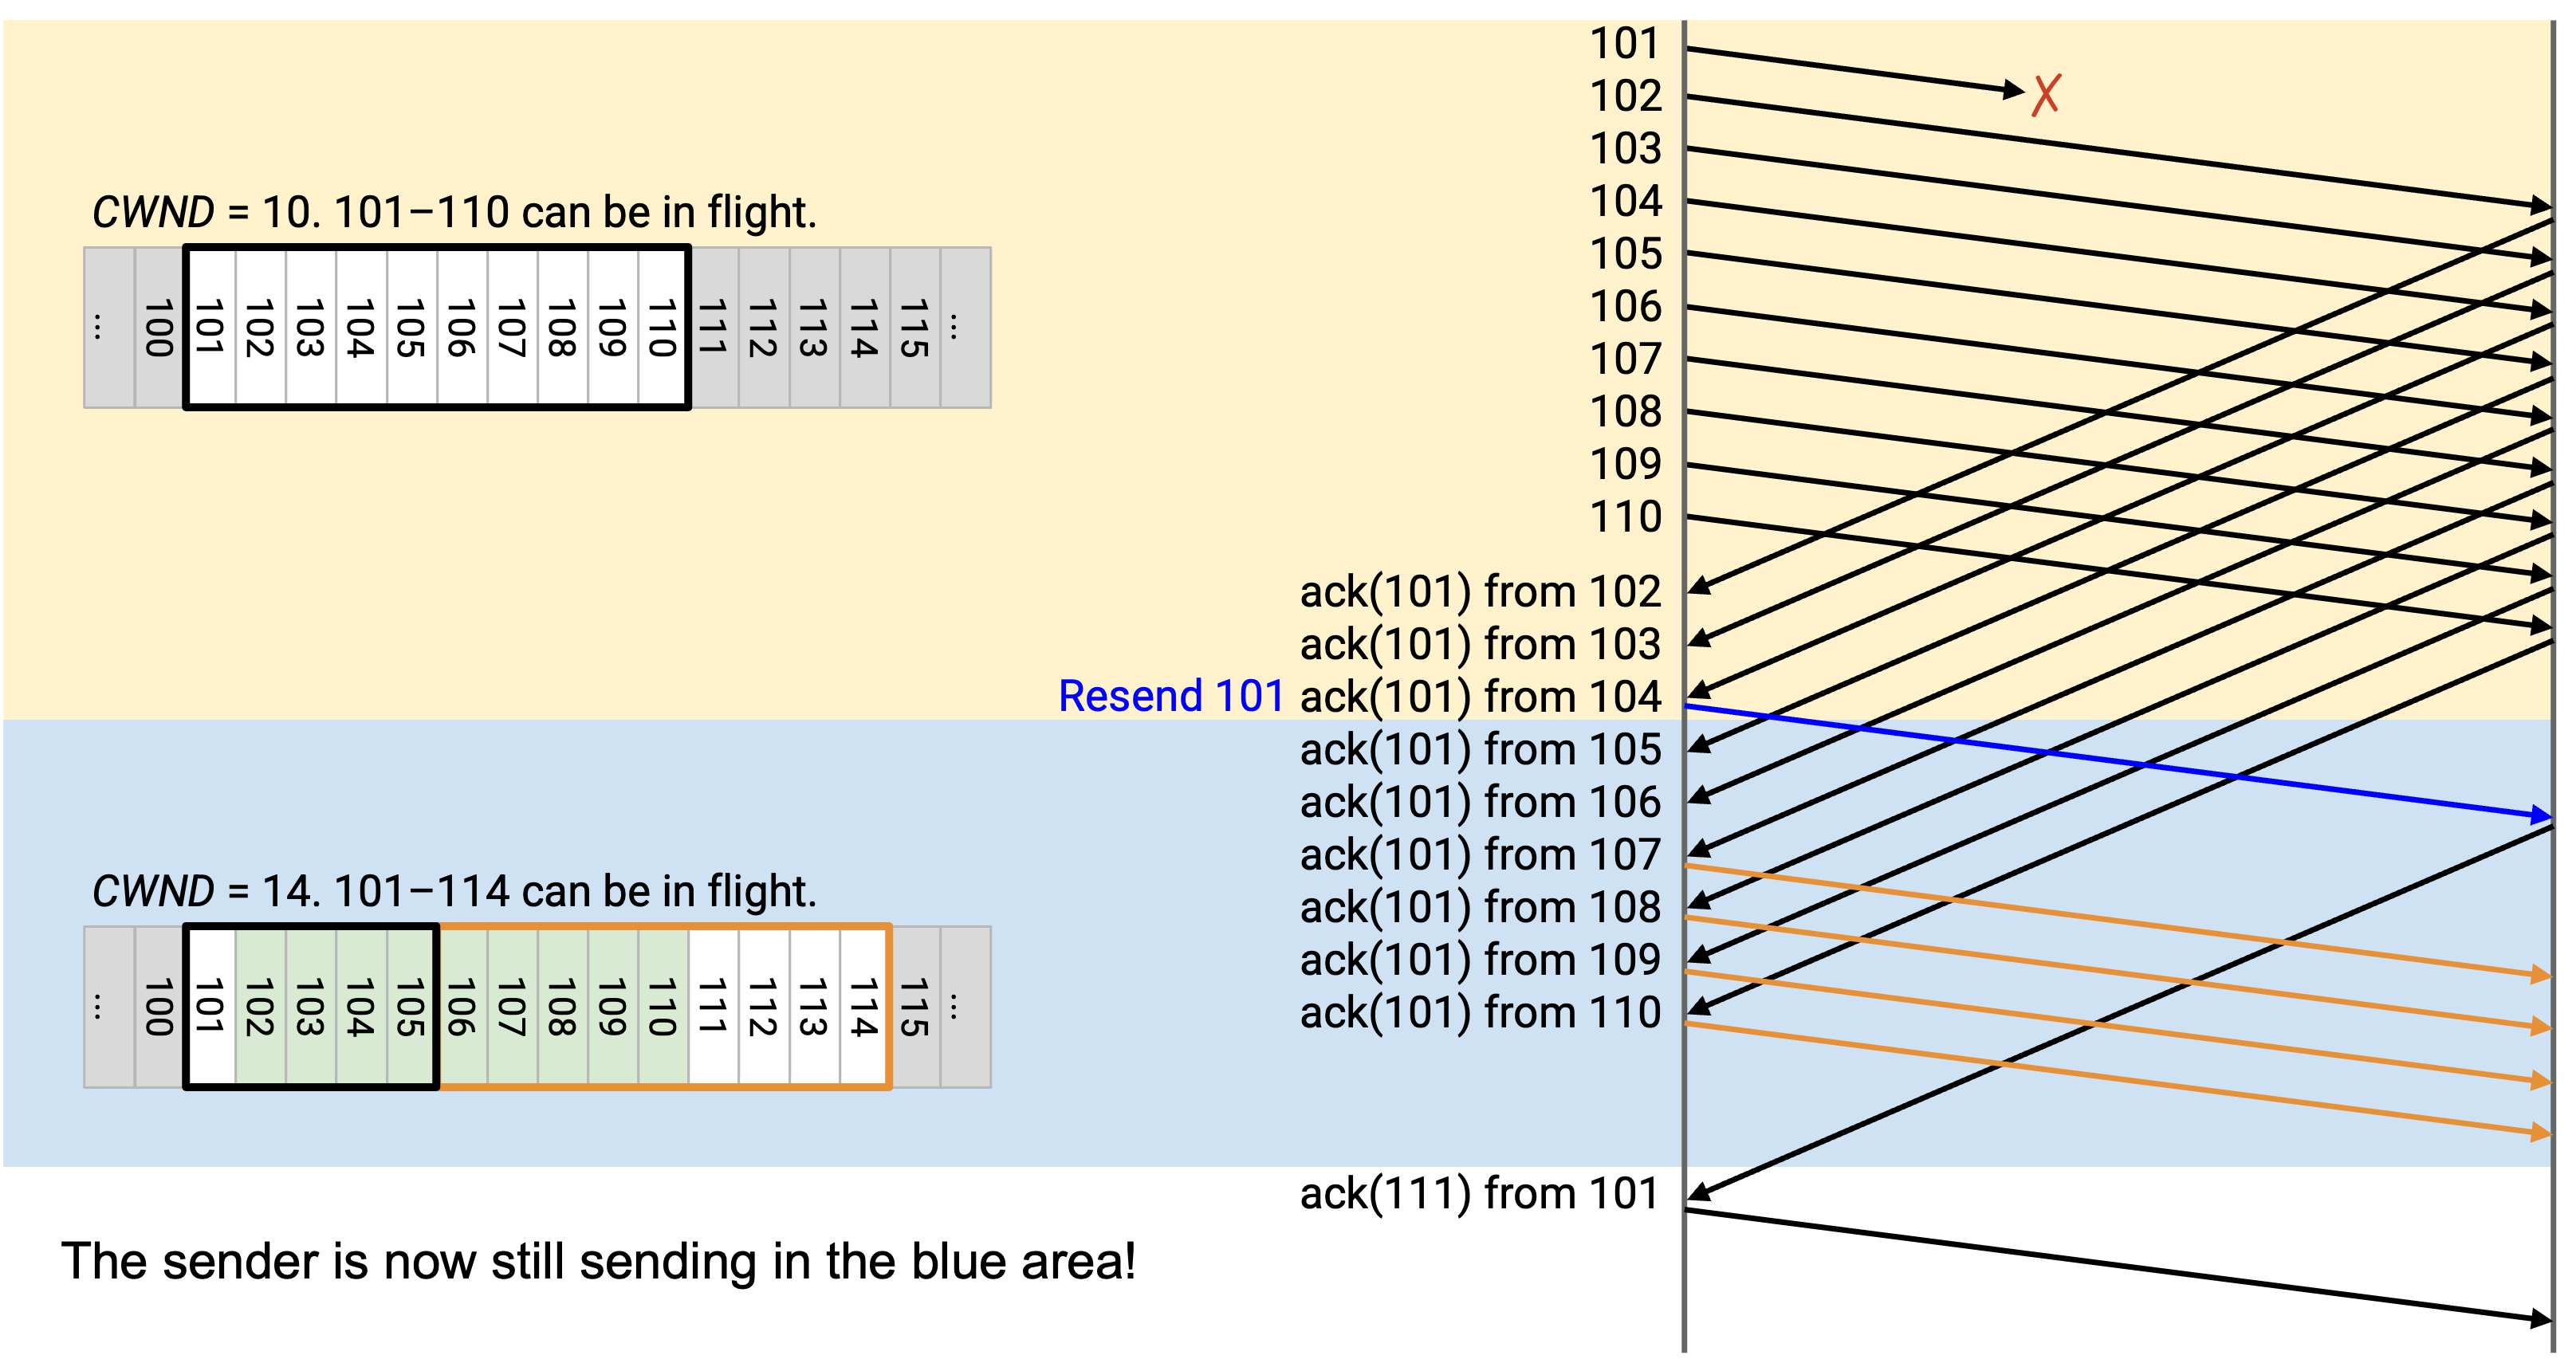 101
102
103
104
105
106
107
108
109
110
CWND = 10. 101–110 can be in flight.
... 100 101 102 103 104 105 106 107 108 109 110 111 112 113 114 115 ...
ack(101) from 102
ack(101) from 103
Resend 101 ack(101) from 104
ack(101) from 105
ack(101) from 106
ack(101) from 107
ack(101) from 108
ack(101) from 109
ack(101) from 110
CWND = 14. 101–114 can be in flight.
... 100 101 102 103 104 105 106 107 108 109 110 111 112 113 114 115 ...
ack(111) from 101
The sender is now still sending in the blue area!